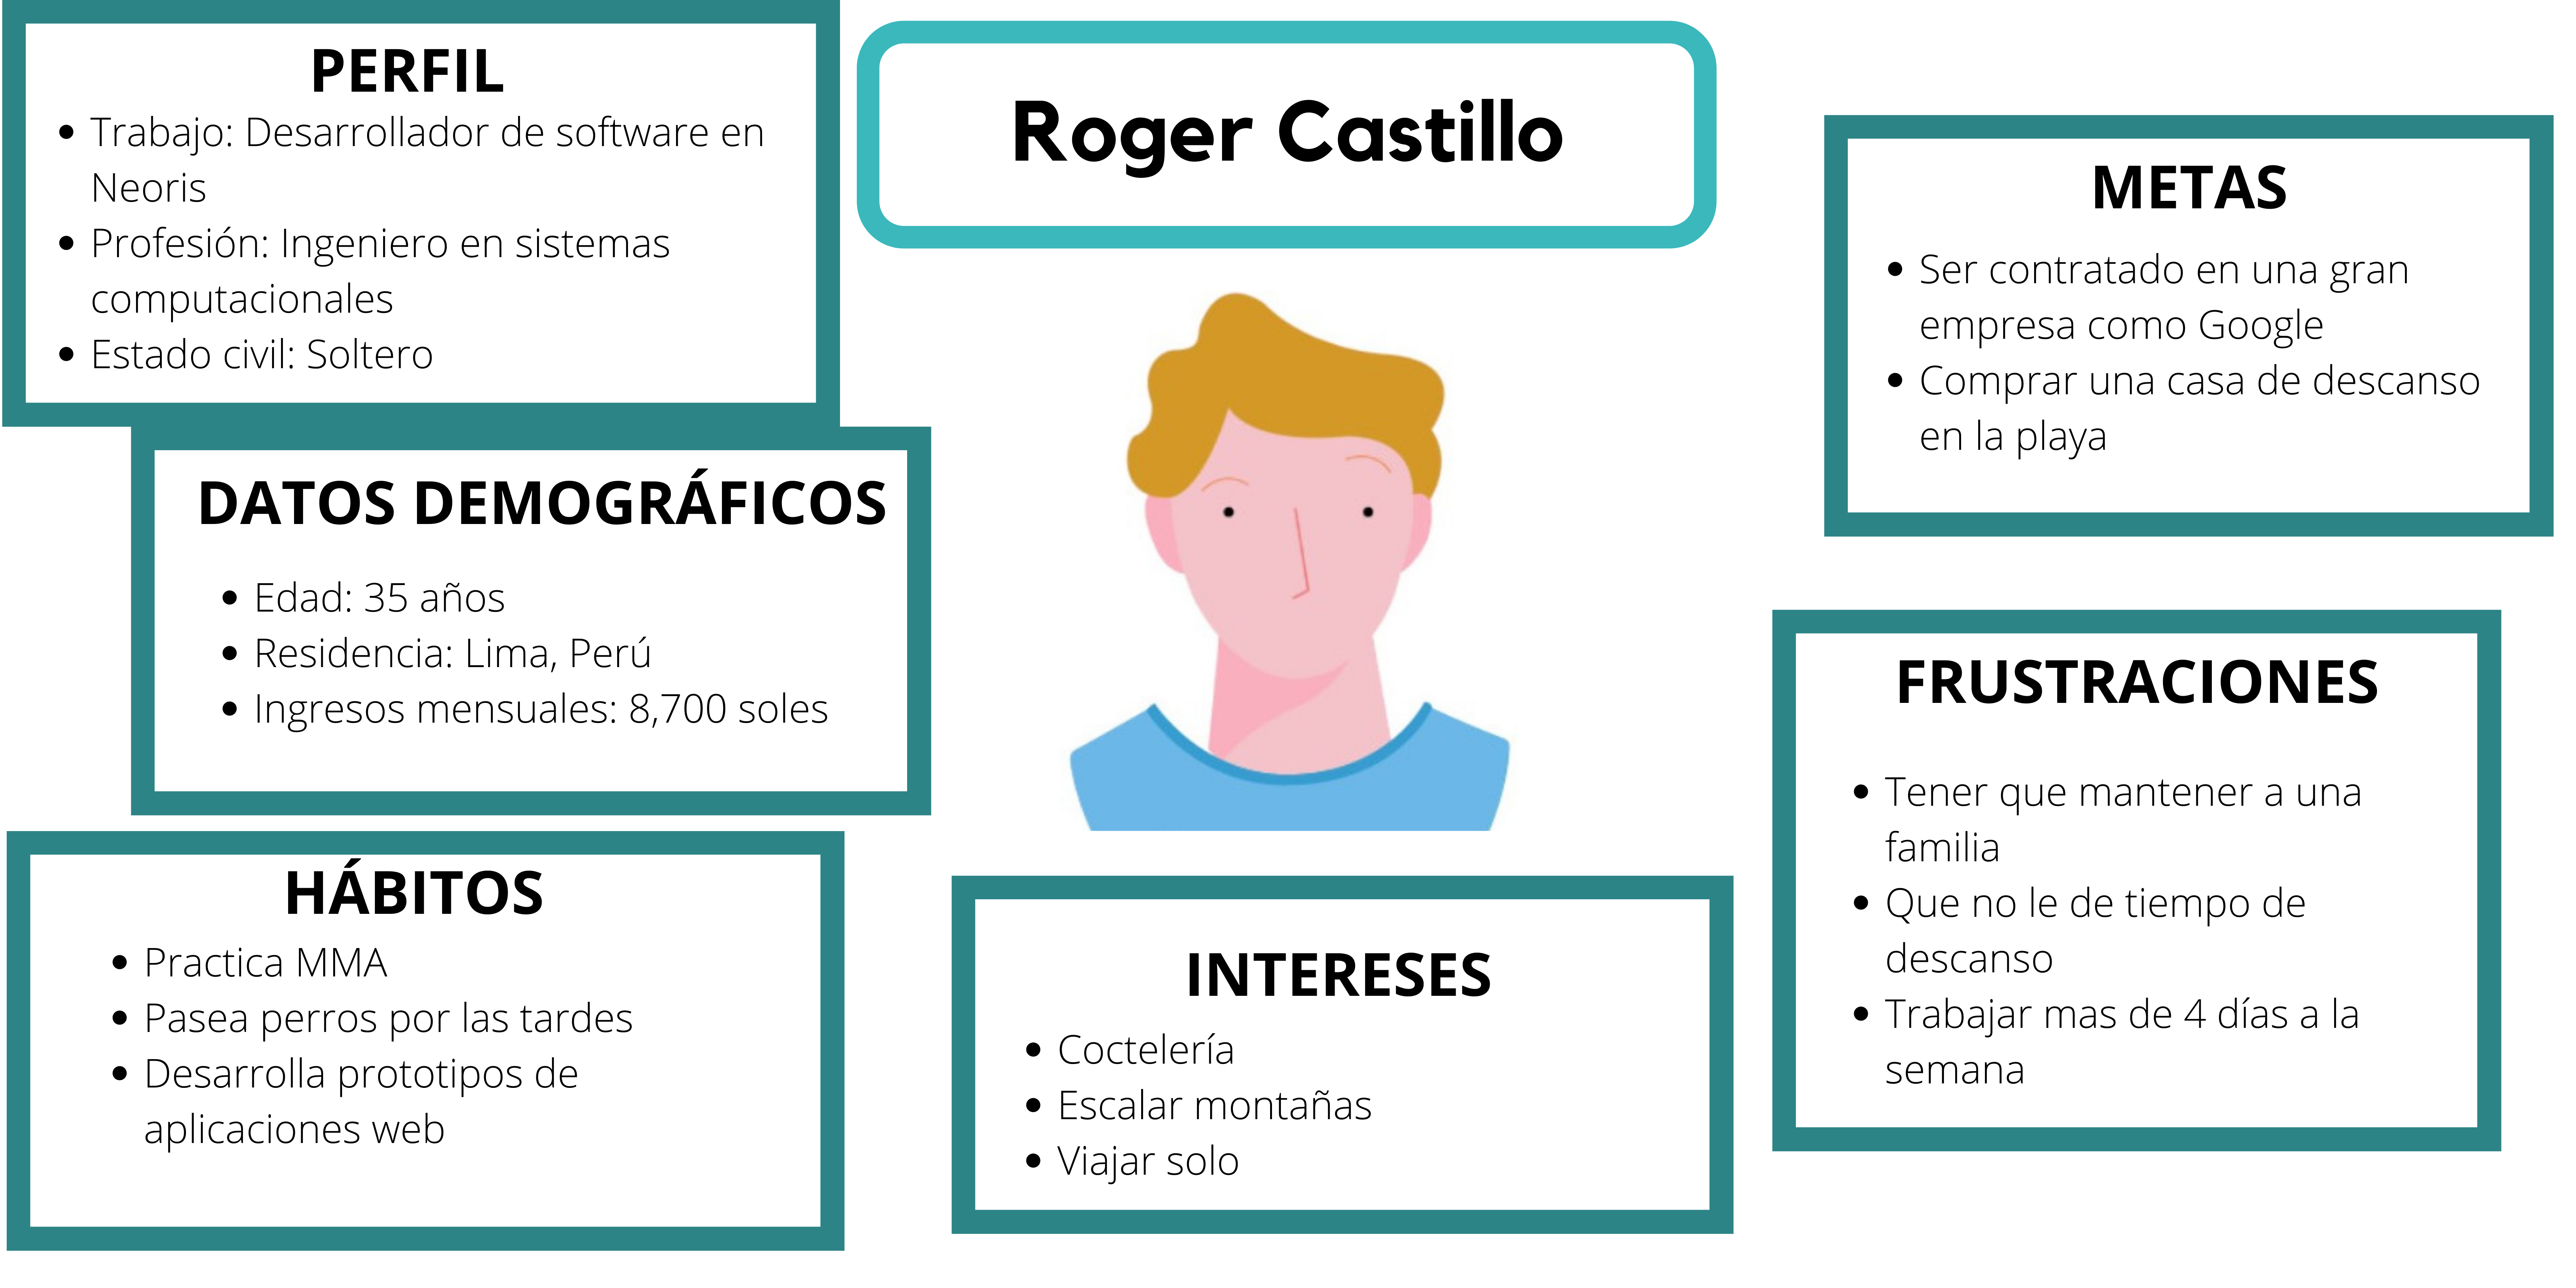 PERFIL
• Trabajo: Desarrollador de software en
Neoris
• Profesión: Ingeniero en sistemas
computacionales
• Estado civil: Soltero
Roger Castillo
METAS
• Ser contratado en una gran
empresa como Google
• Comprar una casa de descanso
en la playa
DATOS DEMOGRÁFICOS
• Edad: 35 años
• Residencia: Lima, Perú
• Ingresos mensuales: 8,700 soles
FRUSTRACIONES
• Tener que mantener a una
familia
• Que no le de tiempo de
descanso
• Trabajar mas de 4 días a la
semana
HÁBITOS
• Practica MMA
• Pasea perros por las tardes
• Desarrolla prototipos de
aplicaciones web
INTERESES
• Coctelería
• Escalar montañas
• Viajar solo